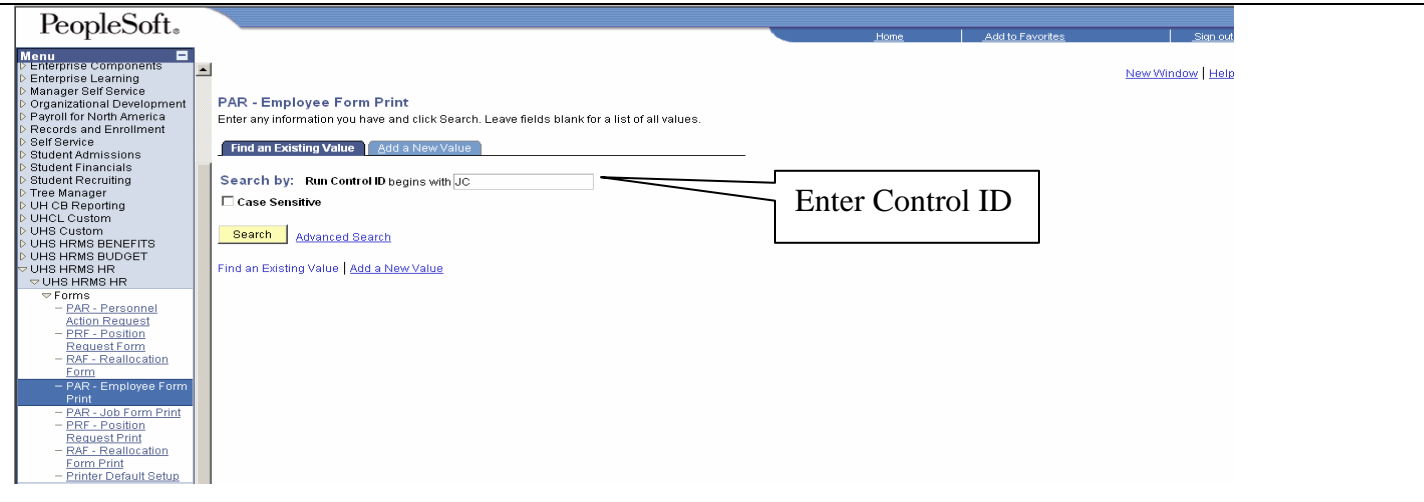 PeopleSoft.
Home
Add to Favorites
Sign out
Menu
Enterprise Components
Enterprise Learning
Manager Self Service
Organizational Development
Payroll for North America
Records and Enrollment
Self Service
Student Admissions
Student Financials
Student Recruiting
Tree Manager
UH CB Reporting
UHCL Custom
UHS Custom
UHS HRMS BENEFITS
UHS HRMS BUDGET
UHS HRMS HR
UHS HRMS HR
Forms
– PAR - Personnel
Action Request
– PRF - Position
Request Form
– RAF - Reallocation
Form
– PAR - Employee Form
Print
– PAR - Job Form Print
– PRF - Position
Request Print
– RAF - Reallocation
Form Print
– Printer Default Setup
New Window | Help
PAR - Employee Form Print
Enter any information you have and click Search. Leave fields blank for a list of all values.
Find an Existing Value
Add a New Value
Search by: Run Control ID begins with JC
Case Sensitive
Search
Advanced Search
Find an Existing Value | Add a New Value
Enter Control ID